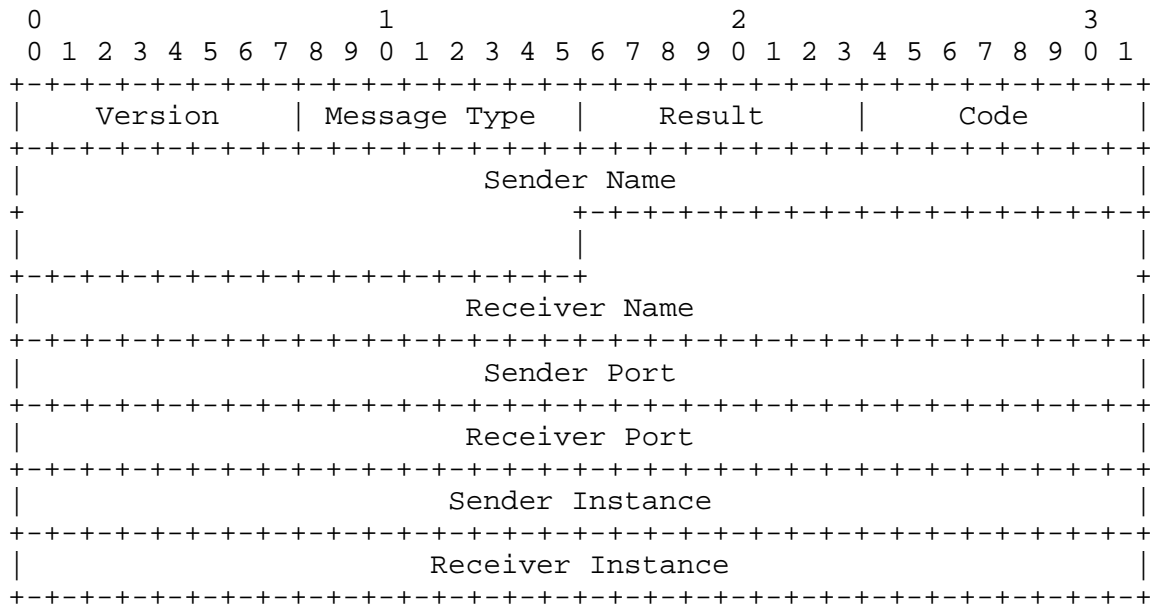 0                   1                   2                   3
 0 1 2 3 4 5 6 7 8 9 0 1 2 3 4 5 6 7 8 9 0 1 2 3 4 5 6 7 8 9 0 1
+-+-+-+-+-+-+-+-+-+-+-+-+-+-+-+-+-+-+-+-+-+-+-+-+-+-+-+-+-+-+-+-+
|    Version    | Message Type  |    Result     |     Code      |
+-+-+-+-+-+-+-+-+-+-+-+-+-+-+-+-+-+-+-+-+-+-+-+-+-+-+-+-+-+-+-+-+
|                          Sender Name                          |
+                               +-+-+-+-+-+-+-+-+-+-+-+-+-+-+-+-+
|                               |                               |
+-+-+-+-+-+-+-+-+-+-+-+-+-+-+-+-+                               +
|                         Receiver Name                         |
+-+-+-+-+-+-+-+-+-+-+-+-+-+-+-+-+-+-+-+-+-+-+-+-+-+-+-+-+-+-+-+-+
|                          Sender Port                          |
+-+-+-+-+-+-+-+-+-+-+-+-+-+-+-+-+-+-+-+-+-+-+-+-+-+-+-+-+-+-+-+-+
|                         Receiver Port                         |
+-+-+-+-+-+-+-+-+-+-+-+-+-+-+-+-+-+-+-+-+-+-+-+-+-+-+-+-+-+-+-+-+
|                        Sender Instance                        |
+-+-+-+-+-+-+-+-+-+-+-+-+-+-+-+-+-+-+-+-+-+-+-+-+-+-+-+-+-+-+-+-+
|                       Receiver Instance                       |
+-+-+-+-+-+-+-+-+-+-+-+-+-+-+-+-+-+-+-+-+-+-+-+-+-+-+-+-+-+-+-+-+